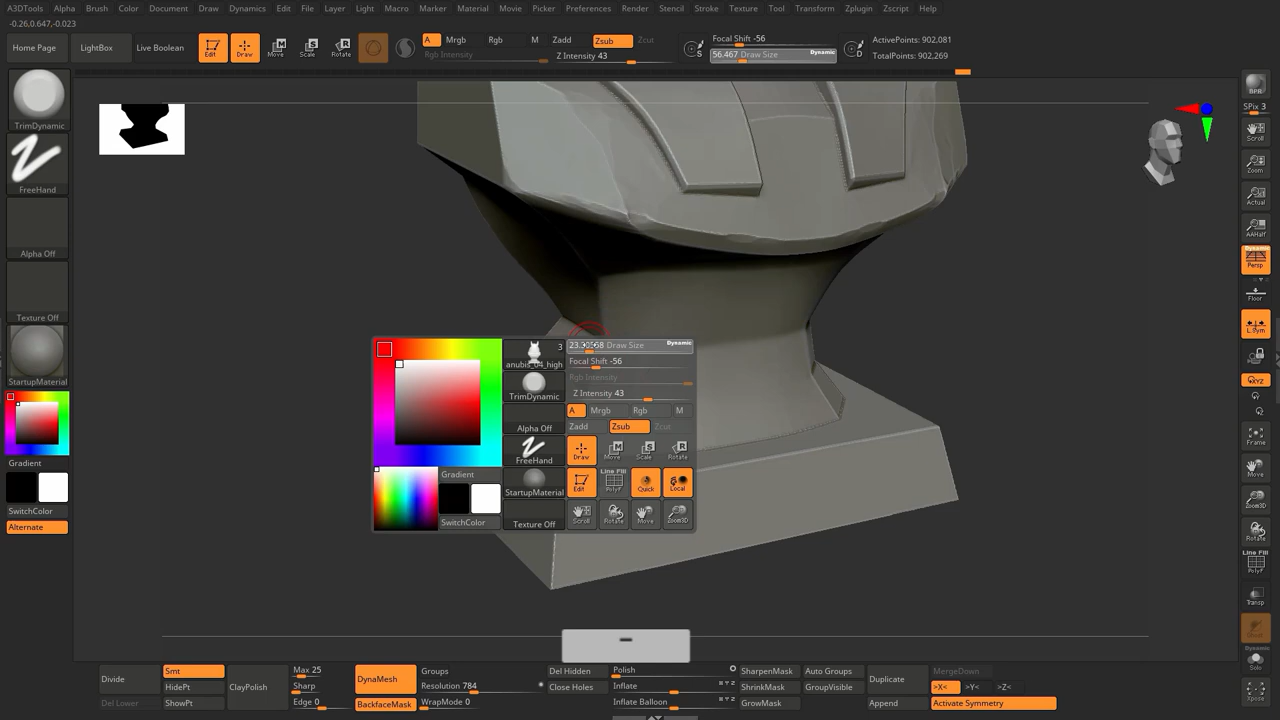 A3DTools Alpha Brush Color Document Draw Dynamics Edit File Layer Light Macro Marker Material Movie Picker Preferences Render Stencil Stroke Texture Tool Transform Zplugin Zscript Help
-0.26,0.647,-0.023
Home Page LightBox Live Boolean Edit Draw Move Scale Rotate
A Mrgb Rgb M Zadd Zsub Zcut
Rgb Intensity Z Intensity 43
S Focal Shift -56 D ActivePoints: 902,081
56.467 Draw Size Dynamic TotalPoints: 902,269
TrimDynamic
FreeHand
Alpha Off
Texture Off
StartupMaterial
Gradient
SwitchColor
Alternate
3
anubis_04_high
TrimDynamic
Alpha Off
FreeHand
StartupMaterial
Texture Off
Gradient
SwitchColor
Draw Size Dynamic
Focal Shift -56
Rgb Intensity
Z Intensity 43
A Mrgb Rgb M
Zadd Zsub Zcut
Draw Move Scale Rotate
Edit Line Fill PolyF Quick Local
Scroll Rotate Move Zoom3D
BPR
SPix 3
Scroll
Zoom
Actual
AAHalf
Dynamic
Persp
Floor
L.Sym
XYZ
Frame
Move
Zoom3D
Rotate
Line Fill
PolyF
Transp
Dynamic
Solo
Xpose
Divide Smt Max 25 DynaMesh Groups Del Hidden Polish SharpenMask Auto Groups Duplicate MergeDown
HidePt ClayPolish Sharp Resolution 784 Close Holes Inflate ShrinkMask GroupVisible >X< >Y< >Z<
Del Lower ShowPt Edge 0 BackfaceMask WrapMode 0 Inflate Balloon GrowMask Append Activate Symmetry